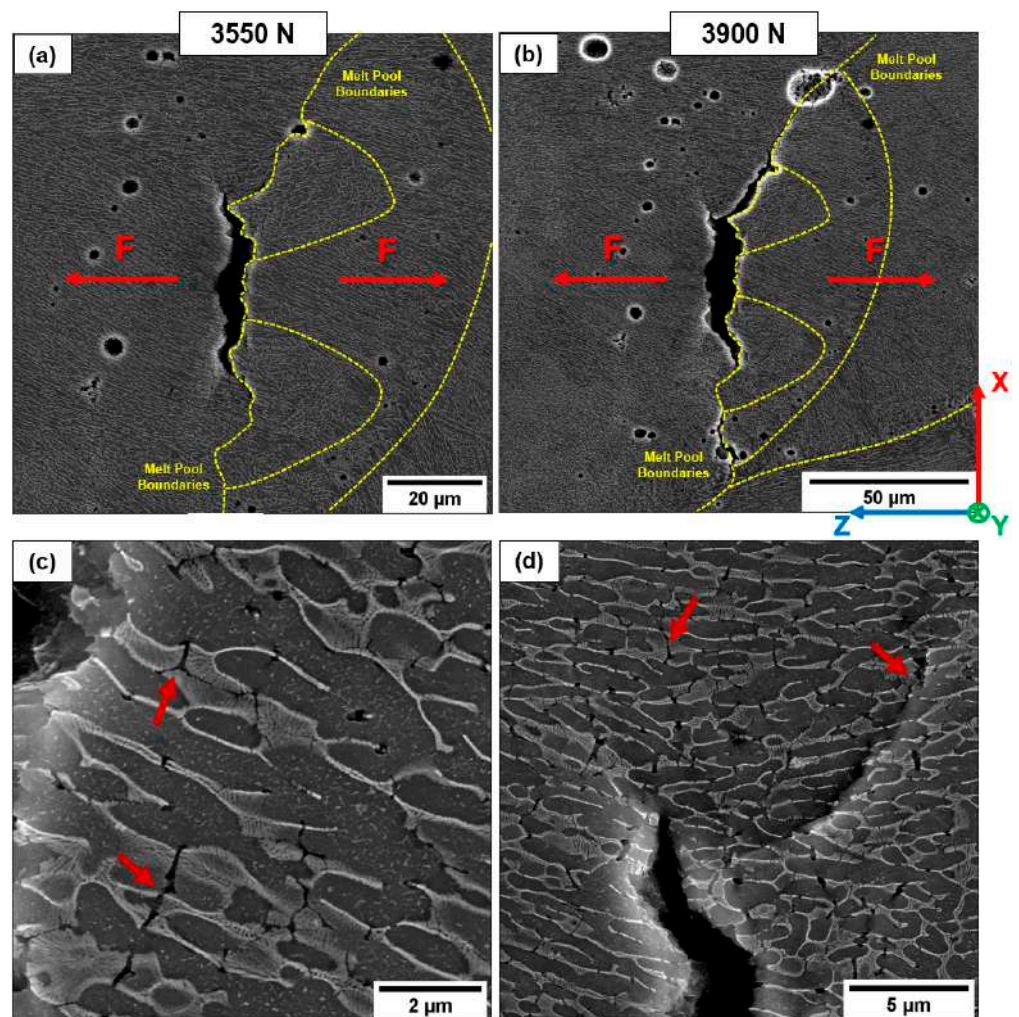 3550 N
3900 N
(a)
Melt Pool
Boundaries
F
F
Melt Pool
Boundaries
20 µm
(b)
Melt Pool
Boundaries
F
F
Melt Pool
Boundaries
50 µm
X
Z
Y
(c)
2 µm
(d)
5 µm